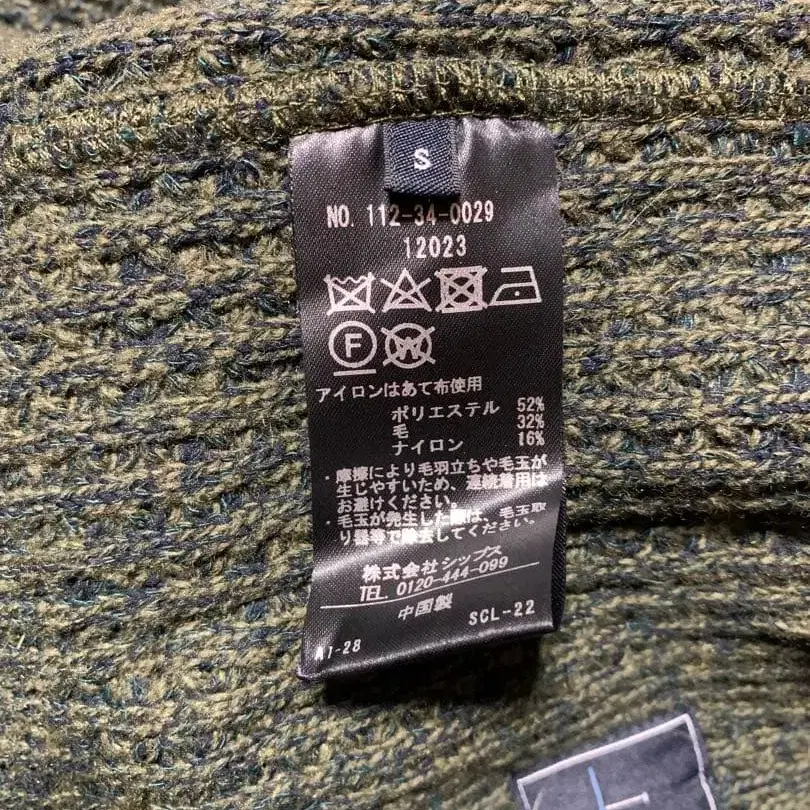 S
NO. 112-34-0029
12023
F
W
アイロンはあて布使用
ポリエステル 52%
毛 32%
ナイロン 16%
・摩擦により毛羽立ちや毛玉が
生じやすいため、連続着用は
お避けください。
・毛玉が発生した際は、毛玉取
り器等で除去してください。
株式会社シップス
TEL. 0120-444-099
中国製
SCL-22
A1-28